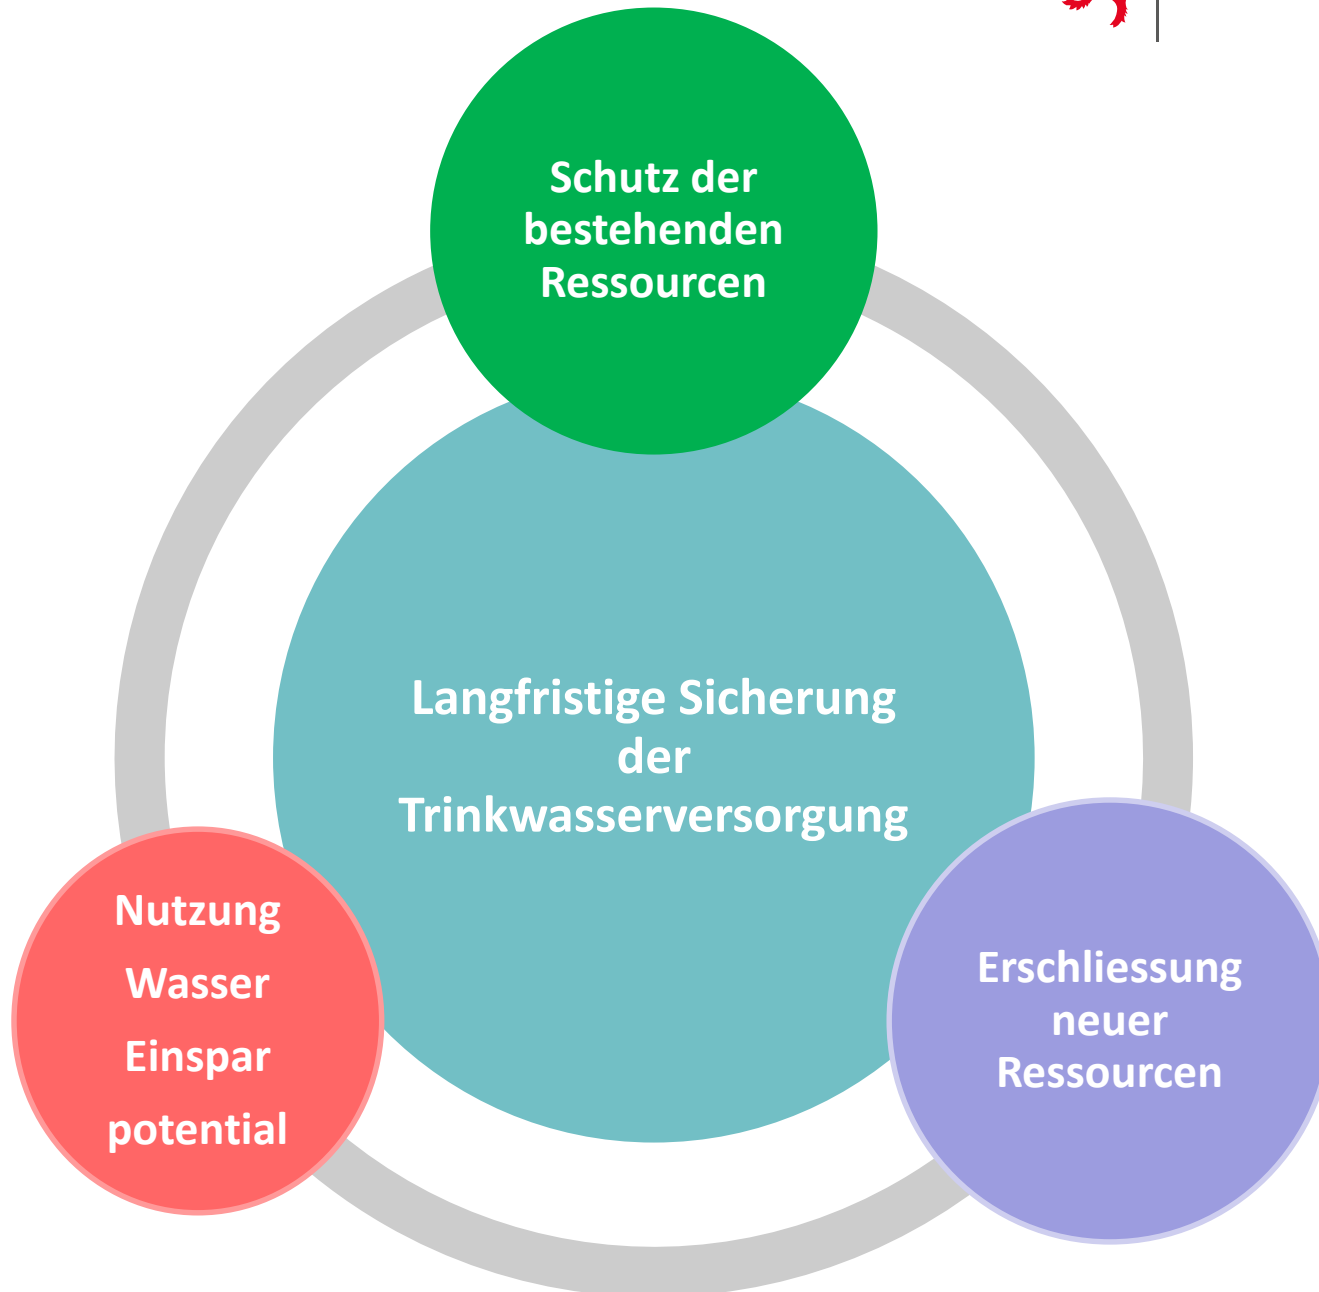 Schutz der
bestehenden
Ressourcen
Langfristige Sicherung
der
Trinkwasserversorgung
Nutzung
Wasser
Einspar
potential
Erschliessung
neuer
Ressourcen